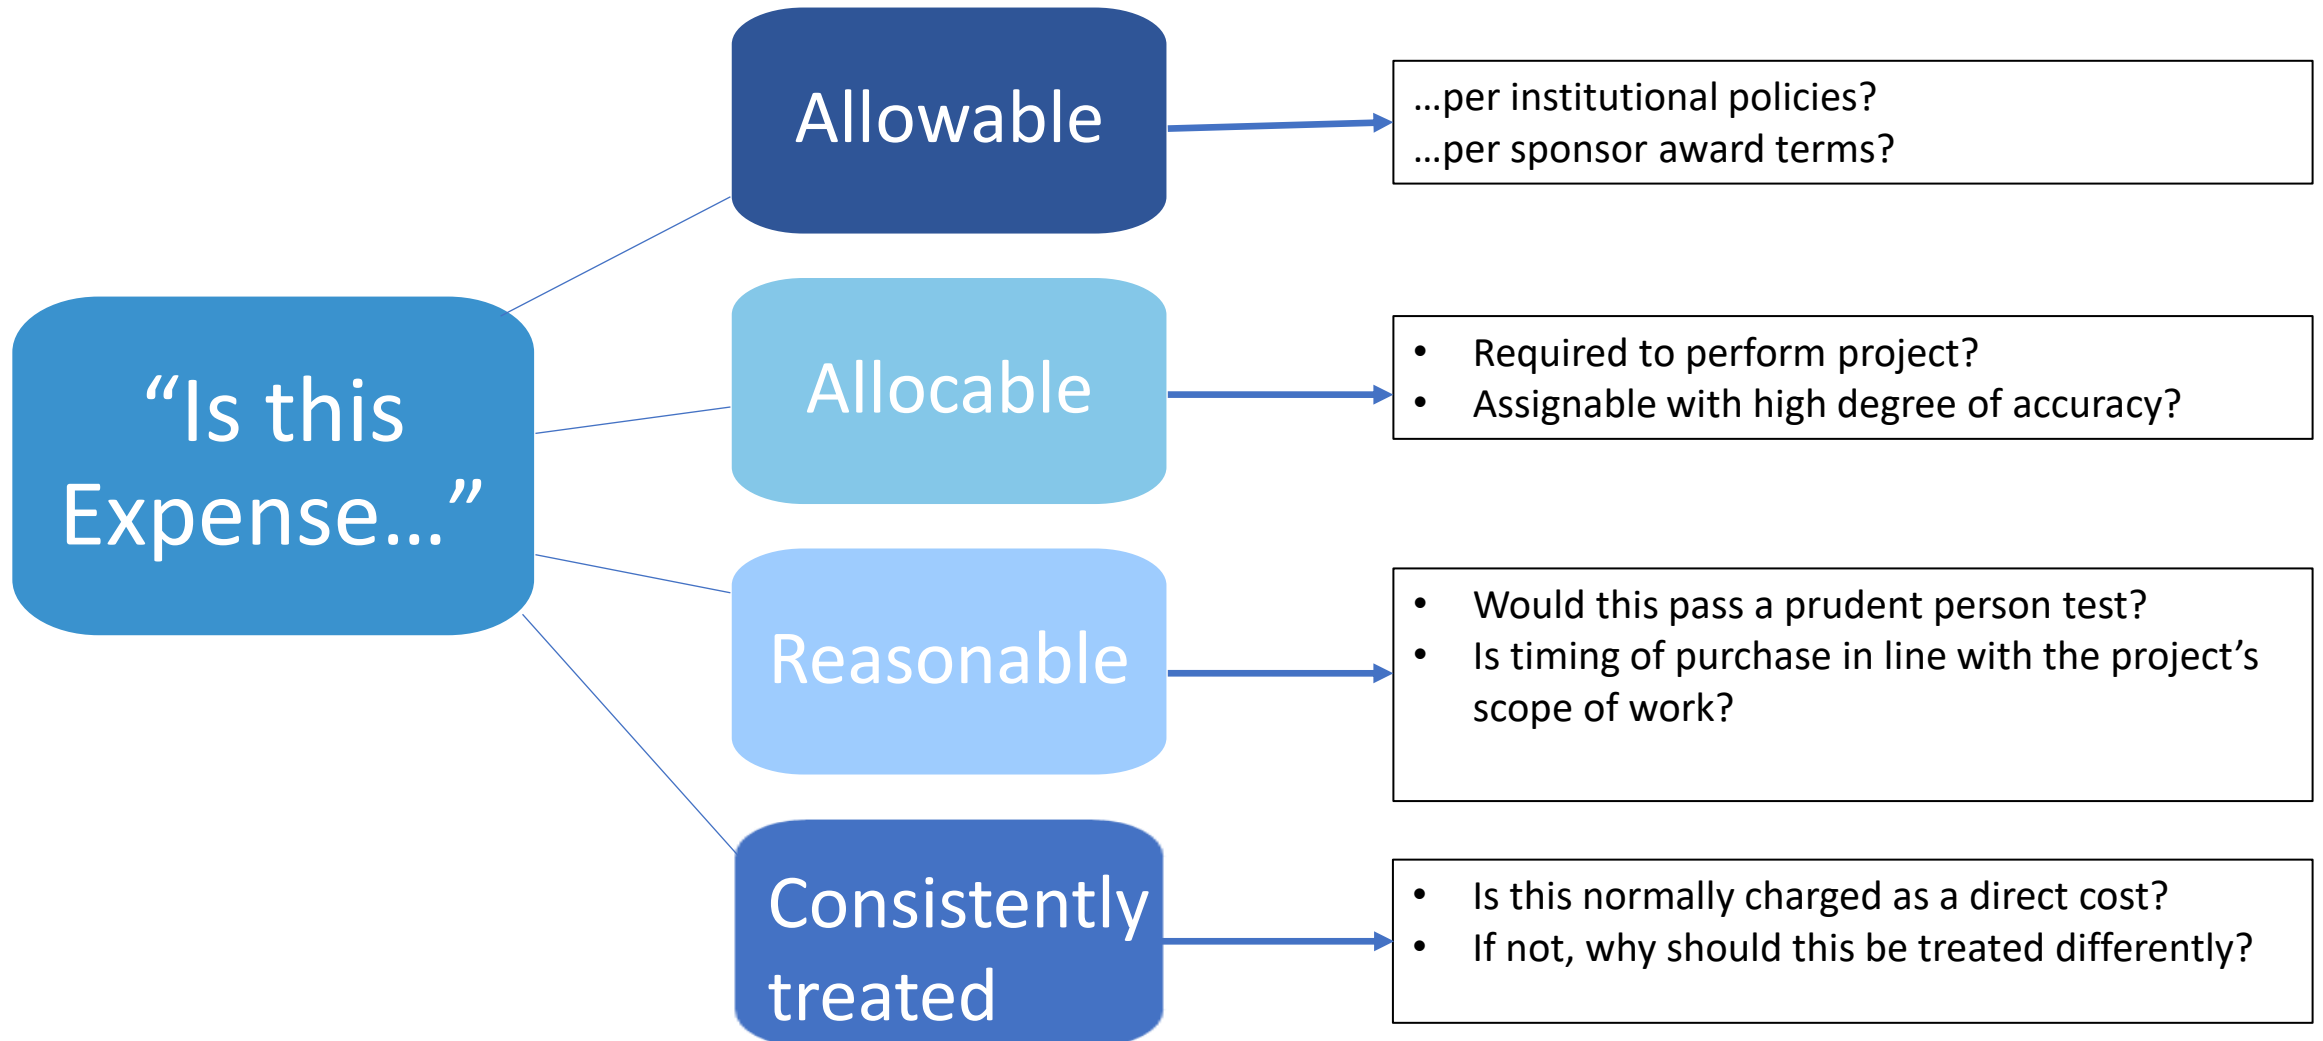 “Is this
Expense…”
Allowable
…per institutional policies?
…per sponsor award terms?
Allocable
• Required to perform project?
• Assignable with high degree of accuracy?
Reasonable
• Would this pass a prudent person test?
• Is timing of purchase in line with the project’s
scope of work?
Consistently
treated
• Is this normally charged as a direct cost?
• If not, why should this be treated differently?